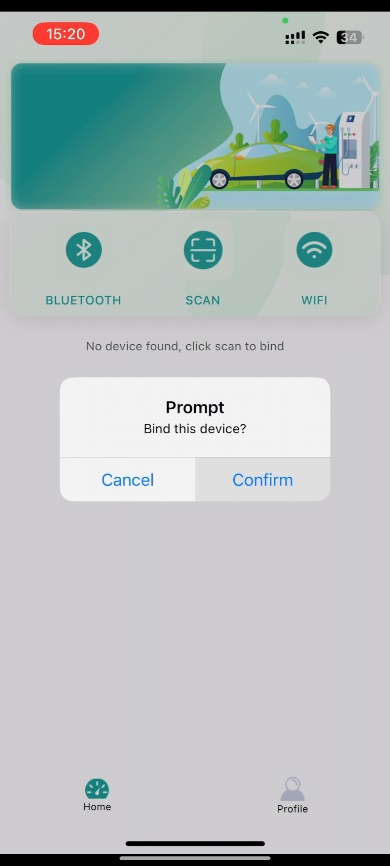 15:20
34
BLUETOOTH
SCAN
WIFI
No device found, click scan to bind
Prompt
Bind this device?
Cancel
Confirm
Home
Profile